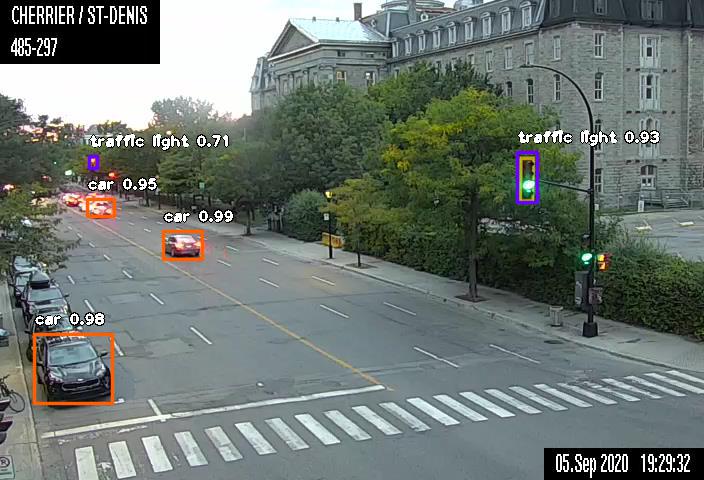 CHERRIER / ST-DENIS
485-297
traffic light 0.71
traffic light 0.93
car 0.95
car 0.99
car 0.98
05.Sep 2020 19:29:32